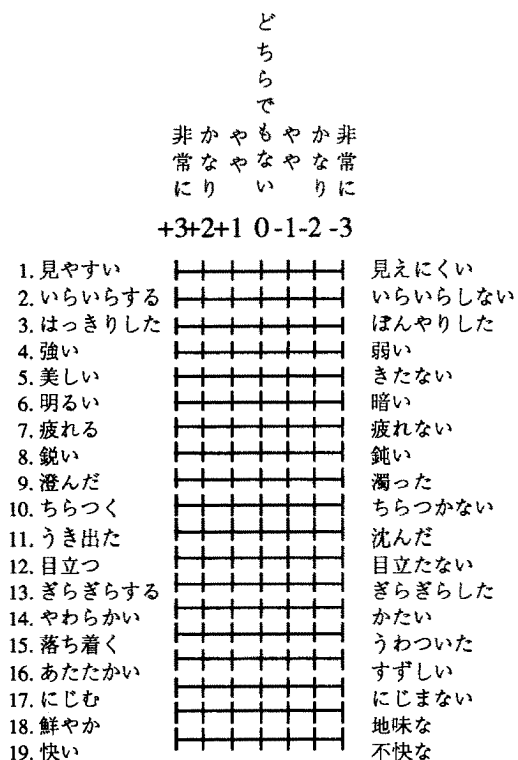 非常に かなり やや どちらでもない やや かなり 非常に
+3+2+1 0 -1 -2 -3
1. 見やすい 見えにくい
2. いらいらする いらいらしない
3. はっきりした ぼんやりした
4. 強い 弱い
5. 美しい きたない
6. 明るい 暗い
7. 疲れる 疲れない
8. 鋭い 鈍い
9. 澄んだ 濁った
10. ちらつく ちらつかない
11. うき出た 沈んだ
12. 目立つ 目立たない
13. ぎらぎらする ぎらぎらした
14. やわらかい かたい
15. 落ち着く うわついた
16. あたたかい すずしい
17. にじむ にじまない
18. 鮮やか 地味な
19. 快い 不快な